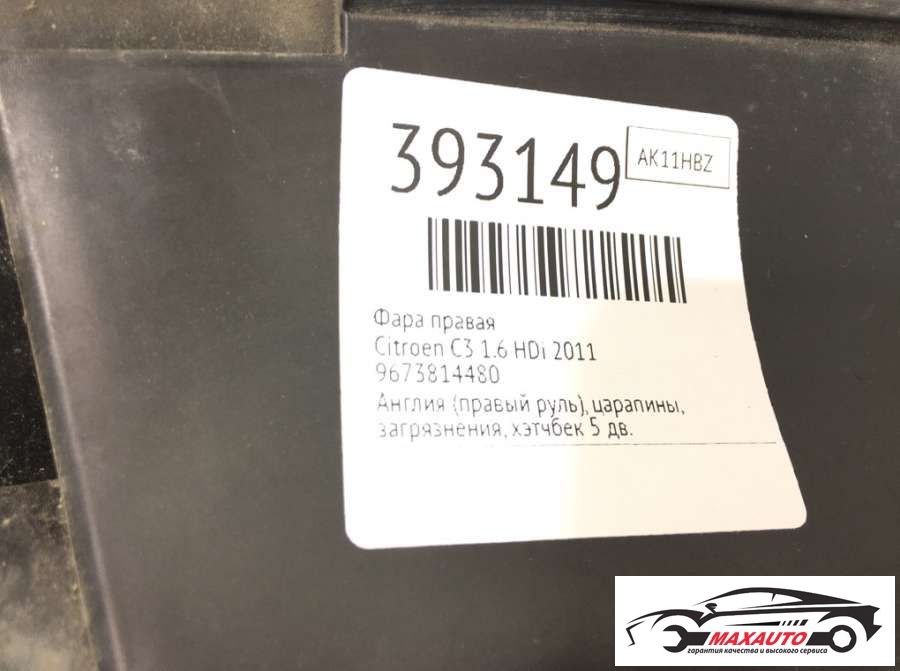 393149
AK11HBZ
Фара правая
Citroen C3 1.6 HDi 2011
9673814480
Англия (правый руль), царапины,
загрязнения, хэтчбек 5 дв.
MAXAUTO
гарантия качества и высокого сервиса